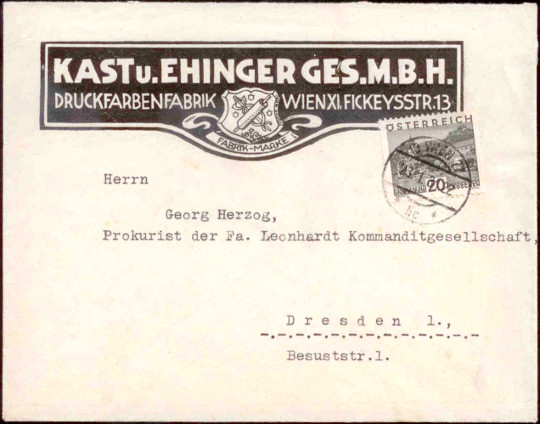 KAST u. EHINGER GES.M.B.H.
DRUCKFARBENFABRIK WIEN XI. FICKEYSSTR.13
FABRIK-MARKE
ÖSTERREICH
20
Herrn
Georg Herzog,
Prokurist der Fa. Leonhardt Kommanditgesellschaft,
Dresden 1.,
Besuststr.1.